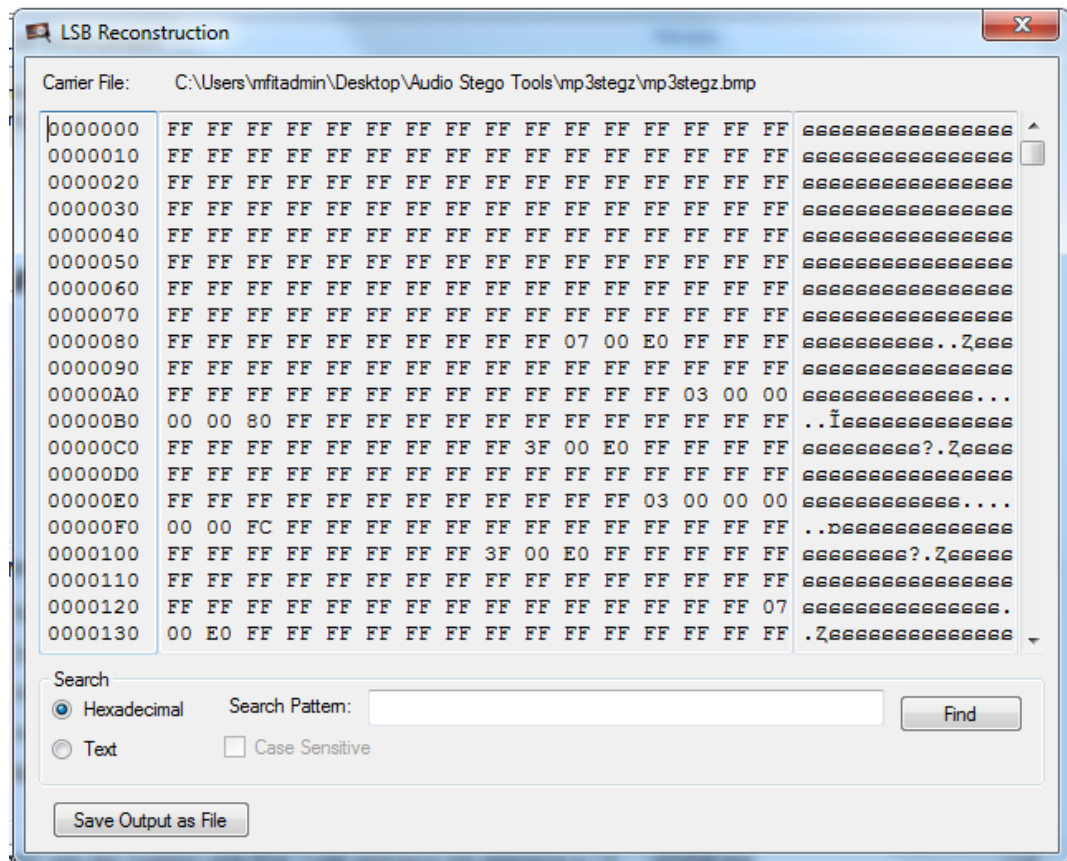 LSB Reconstruction
Carrier File: C:\Users\mfitadmin\Desktop\Audio Stego Tools\mp3stegz\mp3stegz.bmp
0000000 FF FF FF FF FF FF FF FF FF FF FF FF FF FF FF FF
0000010 FF FF FF FF FF FF FF FF FF FF FF FF FF FF FF FF
0000020 FF FF FF FF FF FF FF FF FF FF FF FF FF FF FF FF
0000030 FF FF FF FF FF FF FF FF FF FF FF FF FF FF FF FF
0000040 FF FF FF FF FF FF FF FF FF FF FF FF FF FF FF FF
0000050 FF FF FF FF FF FF FF FF FF FF FF FF FF FF FF FF
0000060 FF FF FF FF FF FF FF FF FF FF FF FF FF FF FF FF
0000070 FF FF FF FF FF FF FF FF FF FF FF FF FF FF FF FF
0000080 FF FF FF FF FF FF FF FF FF FF 07 00 E0 FF FF FF
0000090 FF FF FF FF FF FF FF FF FF FF FF FF FF FF FF FF
00000A0 FF FF FF FF FF FF FF FF FF FF FF FF FF 03 00 00
00000B0 00 00 80 FF FF FF FF FF FF FF FF FF FF FF FF FF
00000C0 FF FF FF FF FF FF FF FF FF 3F 00 E0 FF FF FF FF
00000D0 FF FF FF FF FF FF FF FF FF FF FF FF FF FF FF FF
00000E0 FF FF FF FF FF FF FF FF FF FF FF FF 03 00 00 00
00000F0 00 00 FC FF FF FF FF FF FF FF FF FF FF FF FF FF
0000100 FF FF FF FF FF FF FF FF 3F 00 E0 FF FF FF FF FF
0000110 FF FF FF FF FF FF FF FF FF FF FF FF FF FF FF FF
0000120 FF FF FF FF FF FF FF FF FF FF FF FF FF FF FF 07
0000130 00 E0 FF FF FF FF FF FF FF FF FF FF FF FF FF FF
Search
Hexadecimal Search Pattern: Find
Text Case Sensitive
Save Output as File